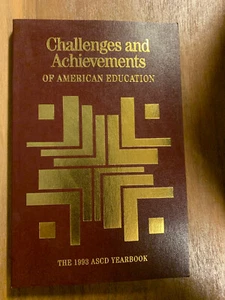 Challenges and
Achievements
OF AMERICAN EDUCATION
THE 1993 ASCD YEARBOOK